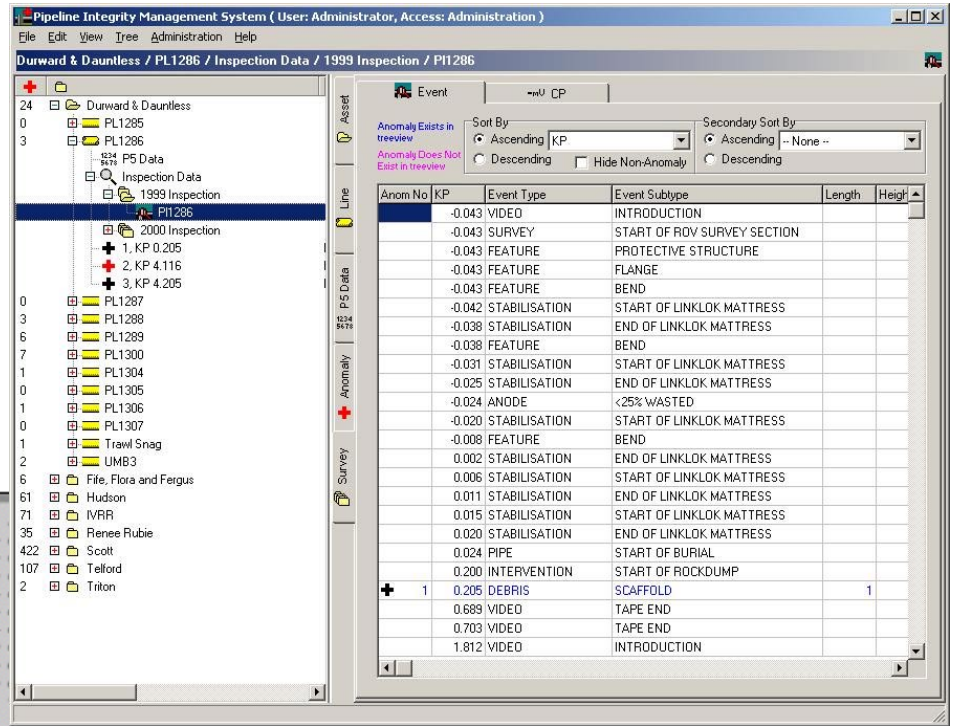 Pipeline Integrity Management System ( User: Administrator, Access: Administration )
File Edit View Tree Administration Help
Durward & Dauntless / PL1286 / Inspection Data / 1999 Inspection / PI1286
24 Durward & Dauntless
0 PL1285
3 PL1286
1234 5678 P5 Data
Inspection Data
1999 Inspection
PI1286
2000 Inspection
1, KP 0.205
2, KP 4.116
3, KP 4.205
0 PL1287
3 PL1288
6 PL1289
7 PL1300
1 PL1304
0 PL1305
1 PL1306
0 PL1307
1 Trawl Snag
2 UMB3
6 Fife, Flora and Fergus
61 Hudson
71 IVRR
35 Renee Rubie
422 Scott
107 Telford
2 Triton
Asset
Line
P5 Data
1234 5678
Anomaly
Survey
Event
-mU CP
Anomaly Exists in treeview
Anomaly Does Not Exist in treeview
Sort By
Ascending KP
Descending
Hide Non-Anomaly
Secondary Sort By
Ascending -- None --
Descending
Anom No KP Event Type Event Subtype Length Heigh
-0.043 VIDEO INTRODUCTION
-0.043 SURVEY START OF ROV SURVEY SECTION
-0.043 FEATURE PROTECTIVE STRUCTURE
-0.043 FEATURE FLANGE
-0.043 FEATURE BEND
-0.042 STABILISATION START OF LINKLOK MATTRESS
-0.038 STABILISATION END OF LINKLOK MATTRESS
-0.038 FEATURE BEND
-0.031 STABILISATION START OF LINKLOK MATTRESS
-0.025 STABILISATION END OF LINKLOK MATTRESS
-0.024 ANODE <25% WASTED
-0.020 STABILISATION START OF LINKLOK MATTRESS
-0.008 FEATURE BEND
0.002 STABILISATION END OF LINKLOK MATTRESS
0.006 STABILISATION START OF LINKLOK MATTRESS
0.011 STABILISATION END OF LINKLOK MATTRESS
0.015 STABILISATION START OF LINKLOK MATTRESS
0.020 STABILISATION END OF LINKLOK MATTRESS
0.024 PIPE START OF BURIAL
0.200 INTERVENTION START OF ROCKDUMP
1 0.205 DEBRIS SCAFFOLD 1
0.689 VIDEO TAPE END
0.703 VIDEO TAPE END
1.812 VIDEO INTRODUCTION